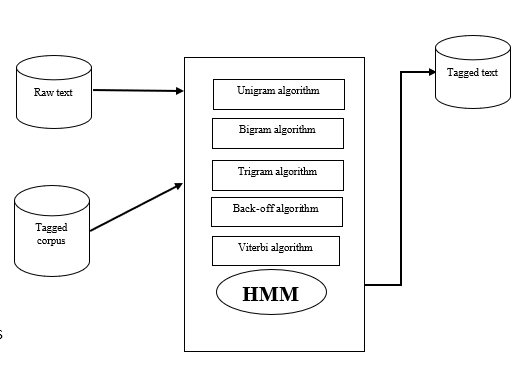 Raw text
Tagged
corpus
Unigram algorithm
Bigram algorithm
Trigram algorithm
Back-off algorithm
Viterbi algorithm
HMM
Tagged text
s